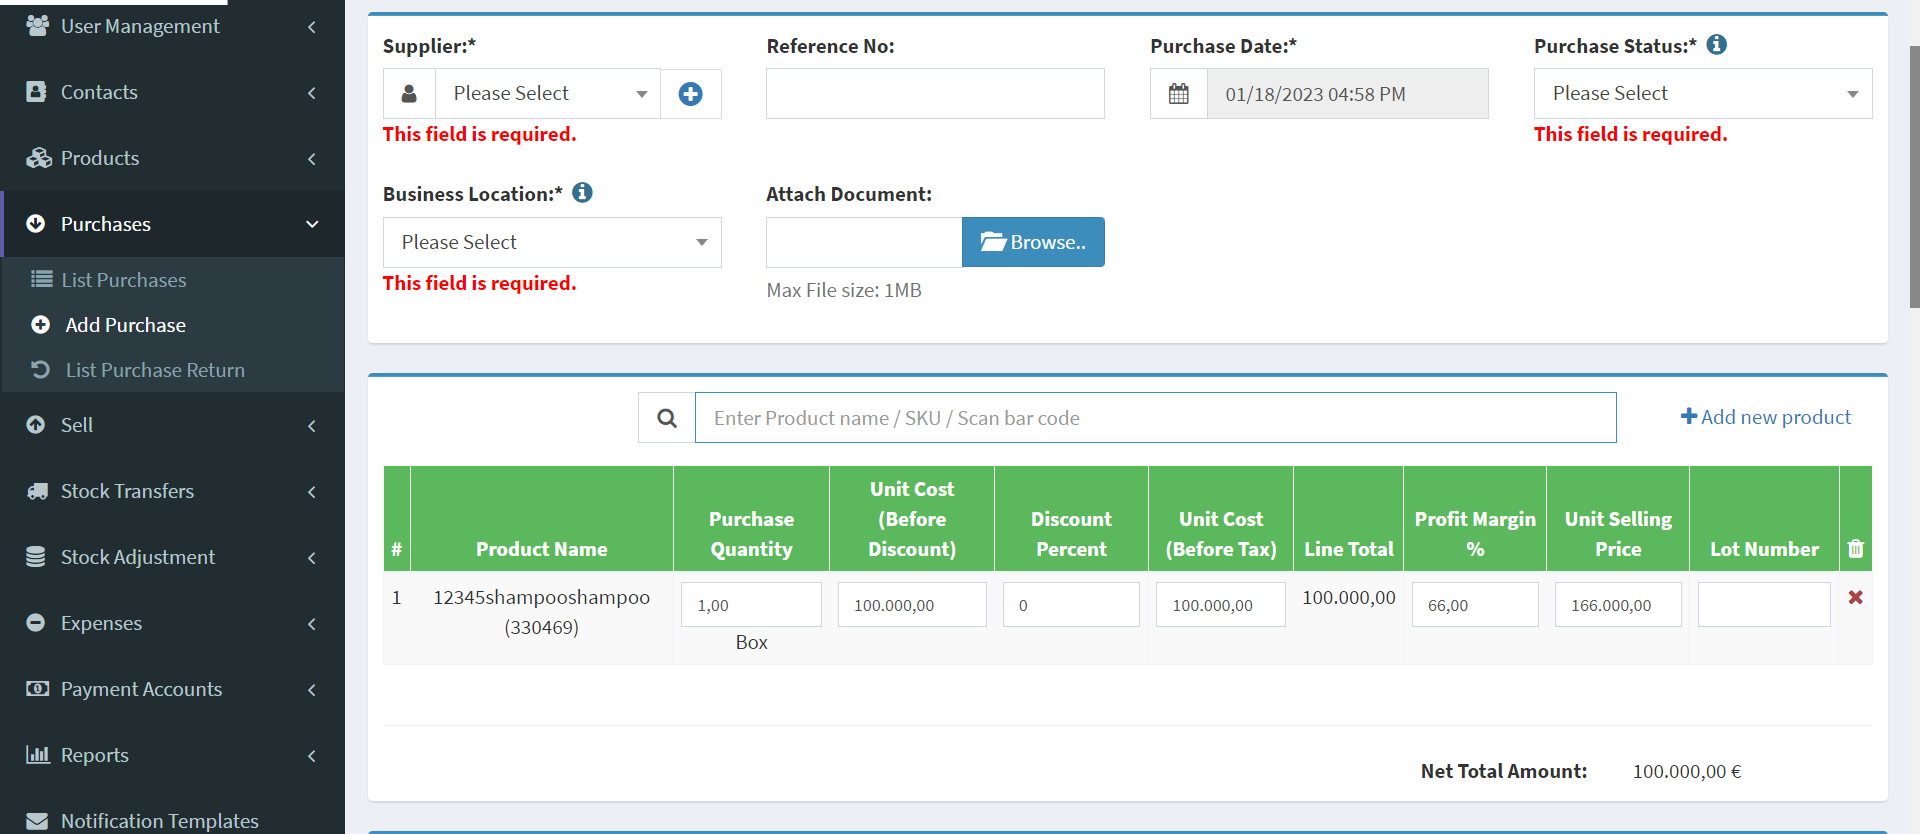 User Management
Contacts
Products
Purchases
List Purchases
Add Purchase
List Purchase Return
Sell
Stock Transfers
Stock Adjustment
Expenses
Payment Accounts
Reports
Notification Templates
Supplier:*
Please Select
This field is required.
Reference No:
Purchase Date:*
01/18/2023 04:58 PM
Purchase Status:*
Please Select
This field is required.
Business Location:*
Please Select
This field is required.
Attach Document:
Browse..
Max File size: 1MB
Enter Product name / SKU / Scan bar code
Add new product
#
Product Name
Purchase
Quantity
Unit Cost
(Before
Discount)
Discount
Percent
Unit Cost
(Before Tax)
Line Total
Profit Margin
%
Unit Selling
Price
Lot Number
1
12345shampooshampoo
(330469)
1,00
Box
100.000,00
0
100.000,00
100.000,00
66,00
166.000,00
Net Total Amount: 100.000,00 €